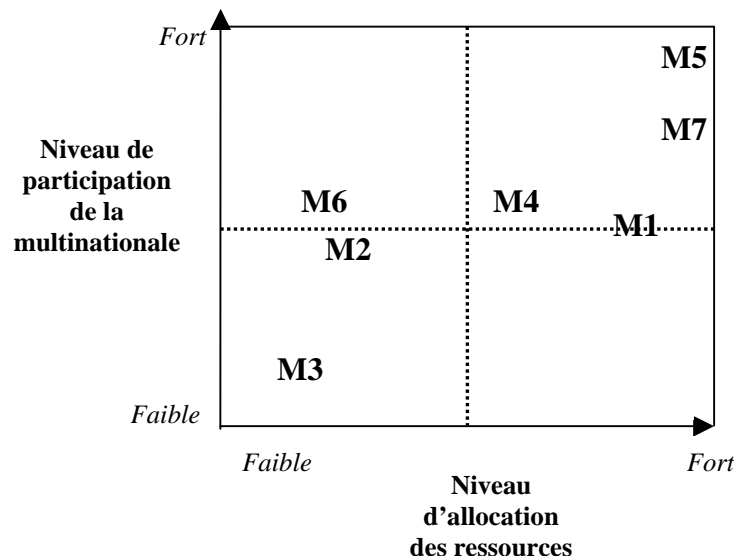 Fort
M5
M7
Niveau de
participation
de la
multinationale
M6
M4
M1
M2
M3
Faible
Faible
Fort
Niveau
d’allocation
des ressources